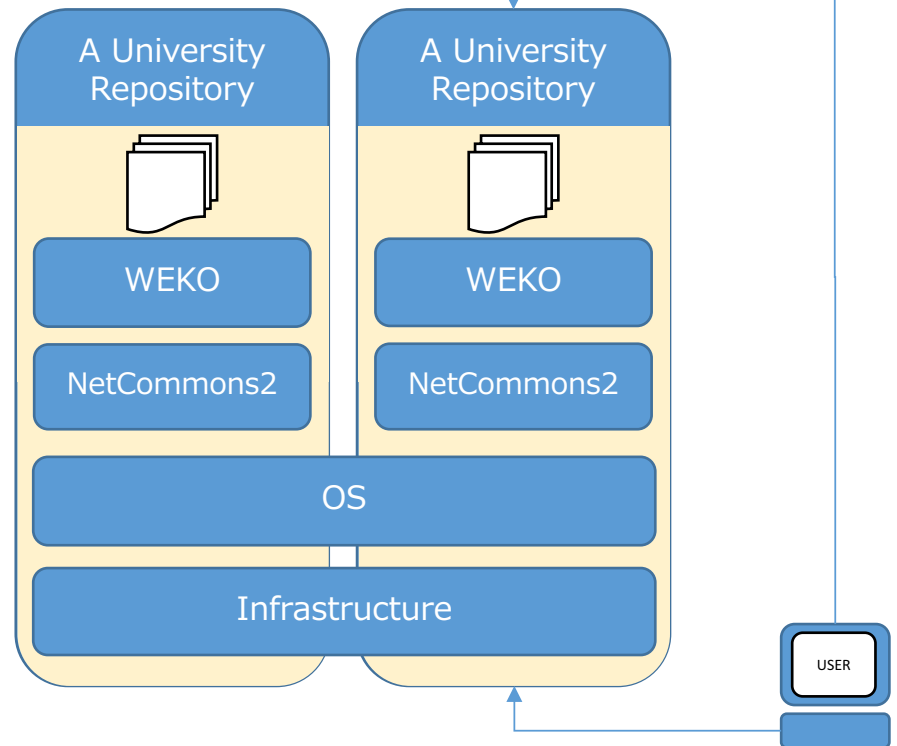 A University
Repository
A University
Repository
WEKO
WEKO
NetCommons2
NetCommons2
OS
Infrastructure
USER